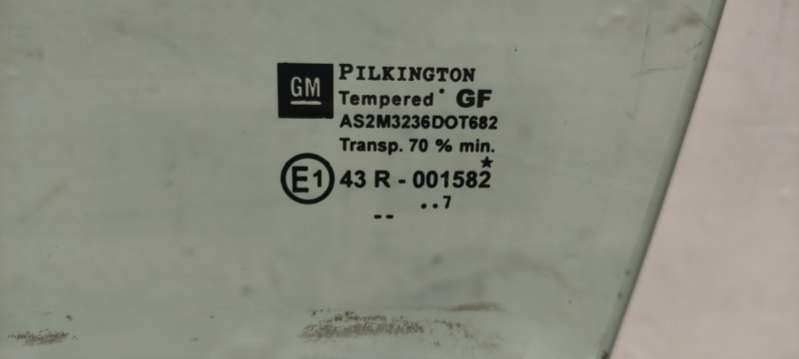 GM
PILKINGTON
Tempered • GF
AS2M3236DOT682
Transp. 70 % min.
E1 43 R - 001582
*
..7
--